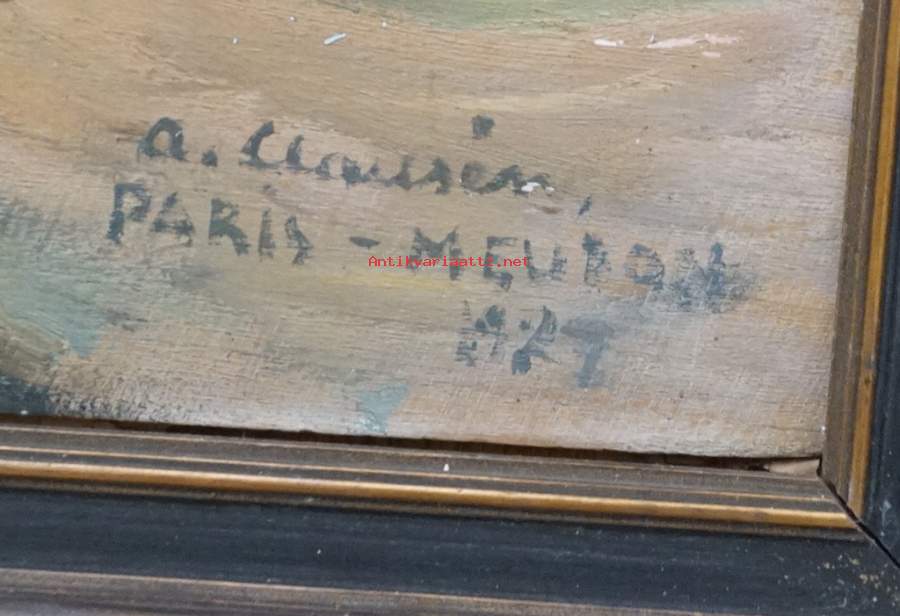 A. Clausen
PARIS - MEUDON
Antikvariaatti.net